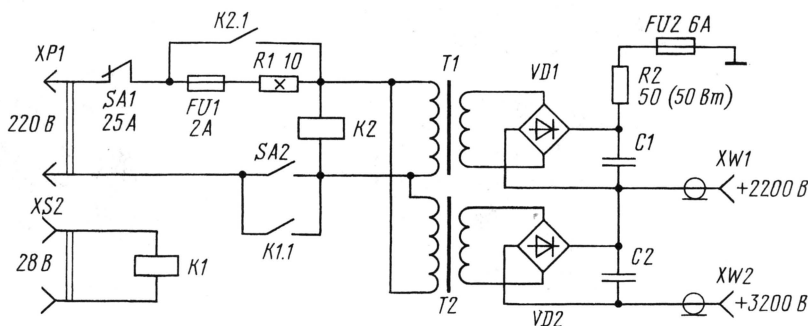 K2.1
FU2 6A
XP1
R1 10
T1
VD1
SA1
25A
FU1
2A
R2
50 (50 Вт)
220 В
K2
SA2
C1
XW1
+2200 В
XS2
K1.1
28 В
K1
C2
XW2
+3200 В
T2
VD2